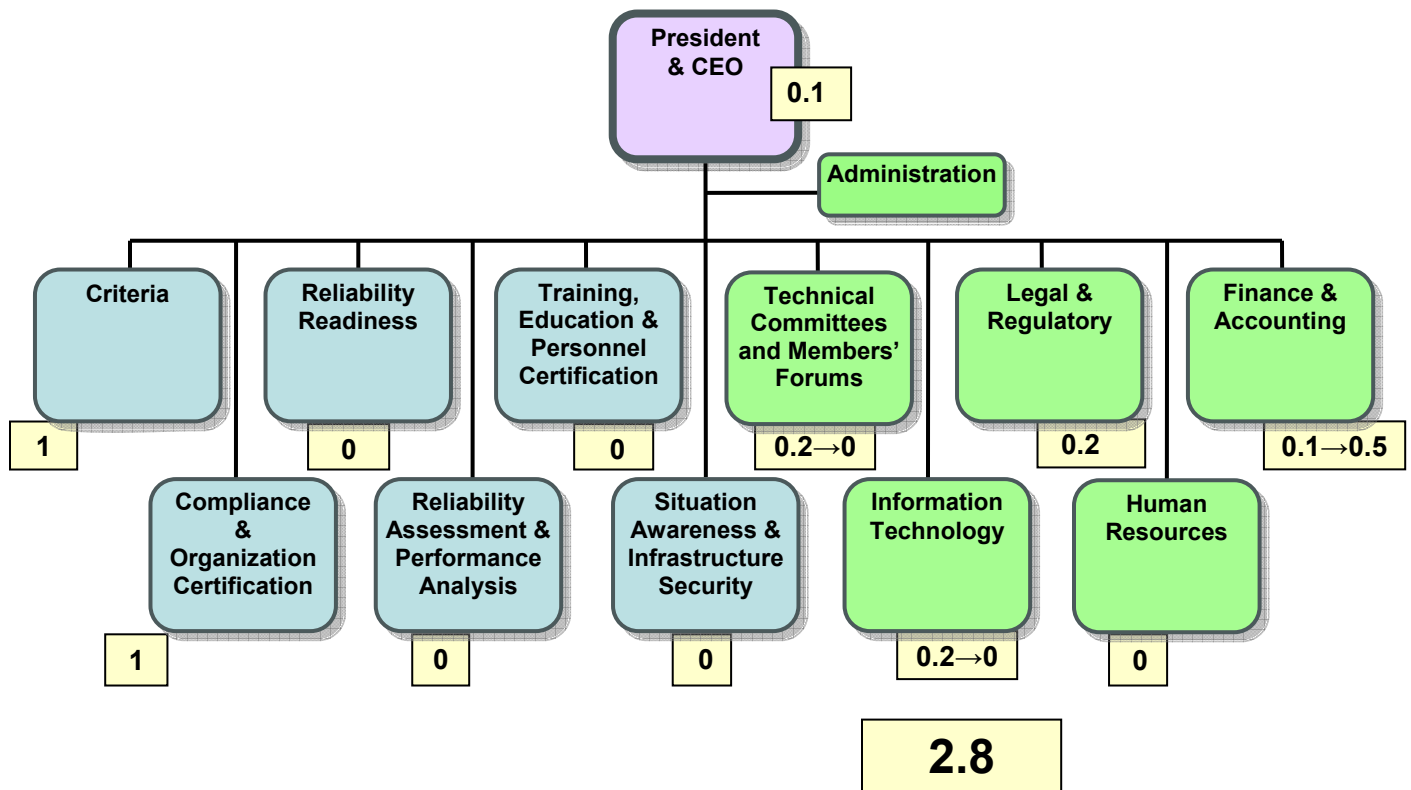 President
& CEO
0.1
Administration
Criteria
1
Reliability
Readiness
0
Training,
Education &
Personnel
Certification
0
Technical
Committees
and Members’
Forums
0.2→0
Legal &
Regulatory
0.2
Finance &
Accounting
0.1→0.5
Compliance
&
Organization
Certification
1
Reliability
Assessment &
Performance
Analysis
0
Situation
Awareness &
Infrastructure
Security
0
Information
Technology
0.2→0
Human
Resources
0
2.8